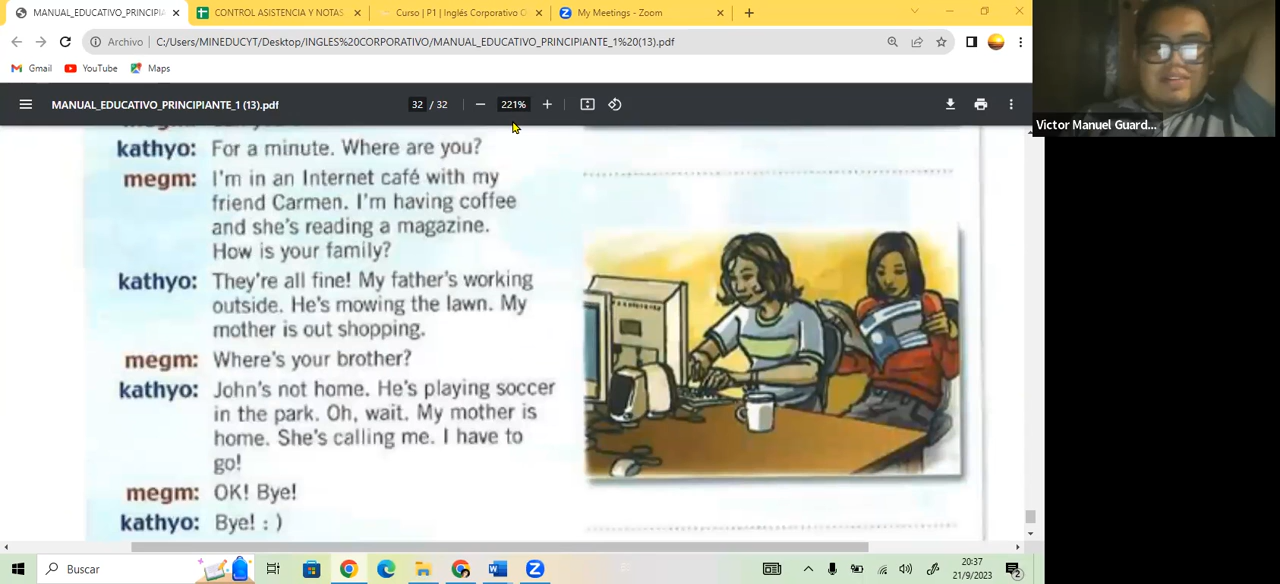 MANUAL_EDUCATIVO_PRINCIPIA
CONTROL ASISTENCIA Y NOTAS
Curso | P1 | Inglés Corporativo O
My Meetings - Zoom
Archivo
C:/Users/MINEDUCYT/Desktop/INGLES%20CORPORATIVO/MANUAL_EDUCATIVO_PRINCIPIANTE_1%20(13).pdf
Gmail
YouTube
Maps
MANUAL_EDUCATIVO_PRINCIPIANTE_1 (13).pdf
32 / 32
221%
Victor Manuel Guard...
kathyo: For a minute. Where are you?
megm: I'm in an Internet café with my
friend Carmen. I'm having coffee
and she's reading a magazine.
How is your family?
kathyo: They're all fine! My father's working
outside. He's mowing the lawn. My
mother is out shopping.
megm: Where's your brother?
kathyo: John's not home. He's playing soccer
in the park. Oh, wait. My mother is
home. She's calling me. I have to
go!
megm: OK! Bye!
kathyo: Bye! : )
Buscar
20:37
21/9/2023
2